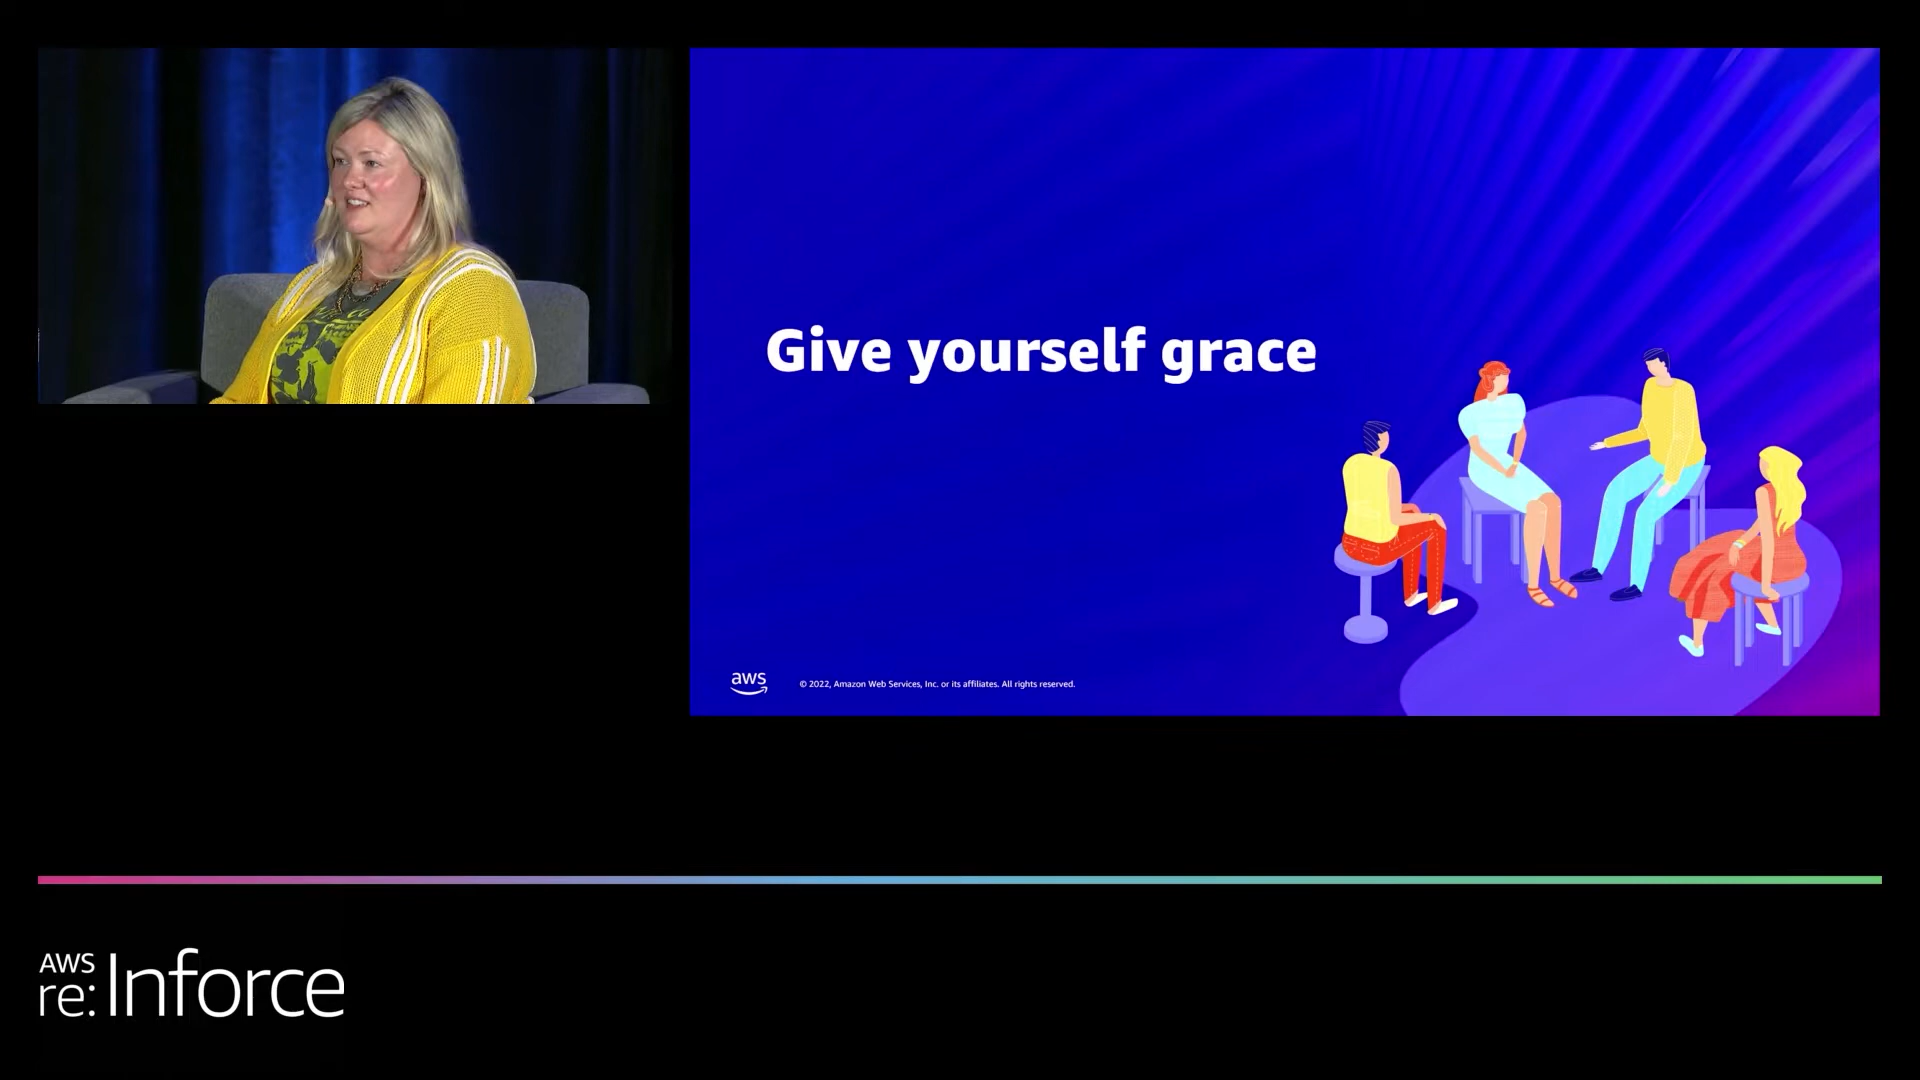 Give yourself grace
aws
© 2022, Amazon Web Services, Inc. or its affiliates. All rights reserved.
AWS
re:Inforce